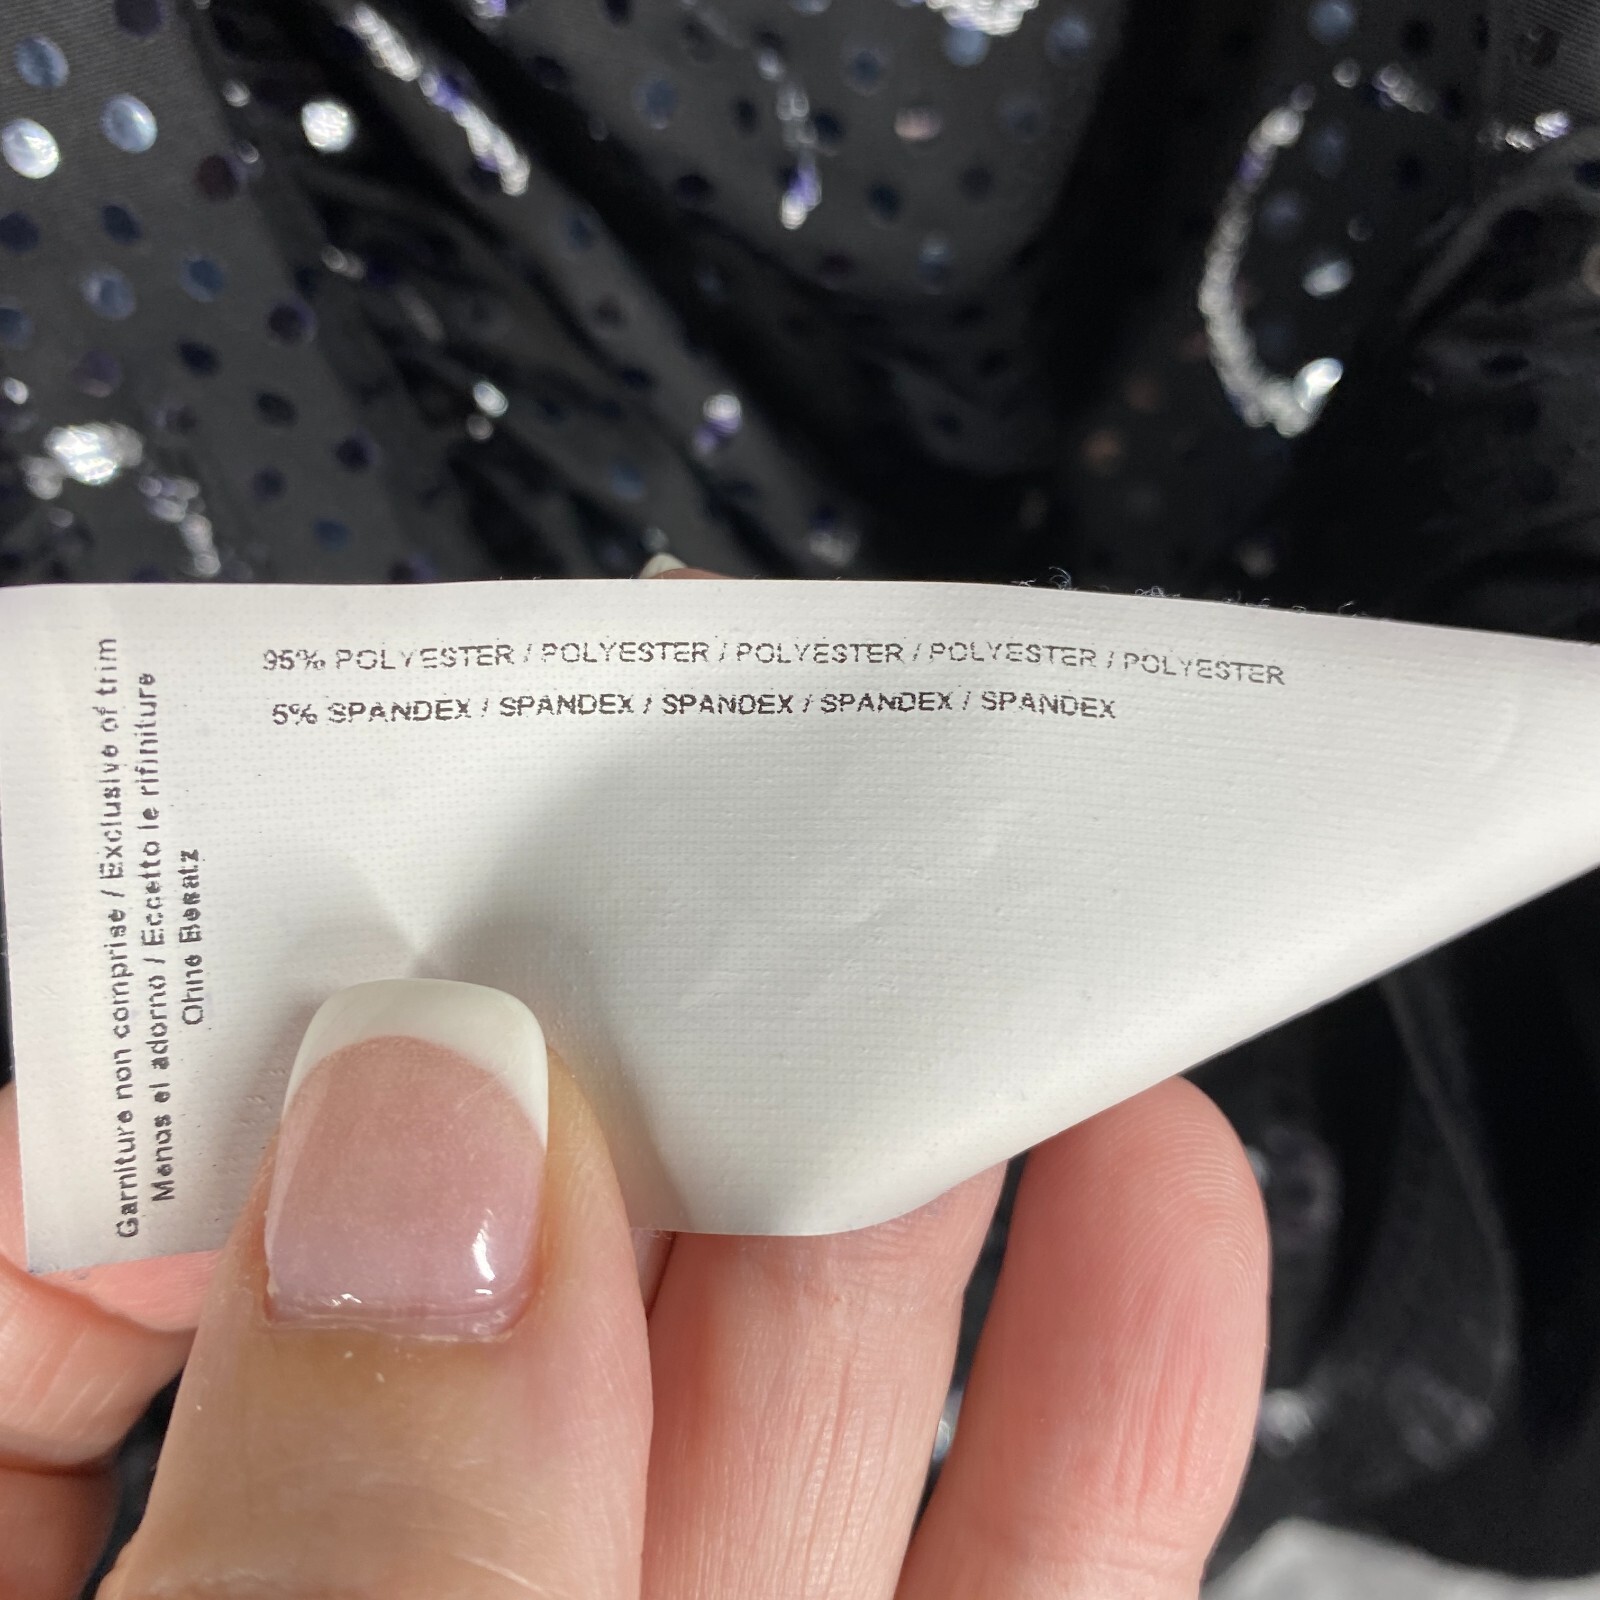 95% POLYESTER / POLYESTER / POLYESTER / POLYESTER / POLYESTER
5% SPANDEX / SPANDEX / SPANDEX / SPANDEX / SPANDEX
Garniture non comprise / Exclusive of trim
Menos el adorno / Eccetto le rifiniture
Ohne Besatz